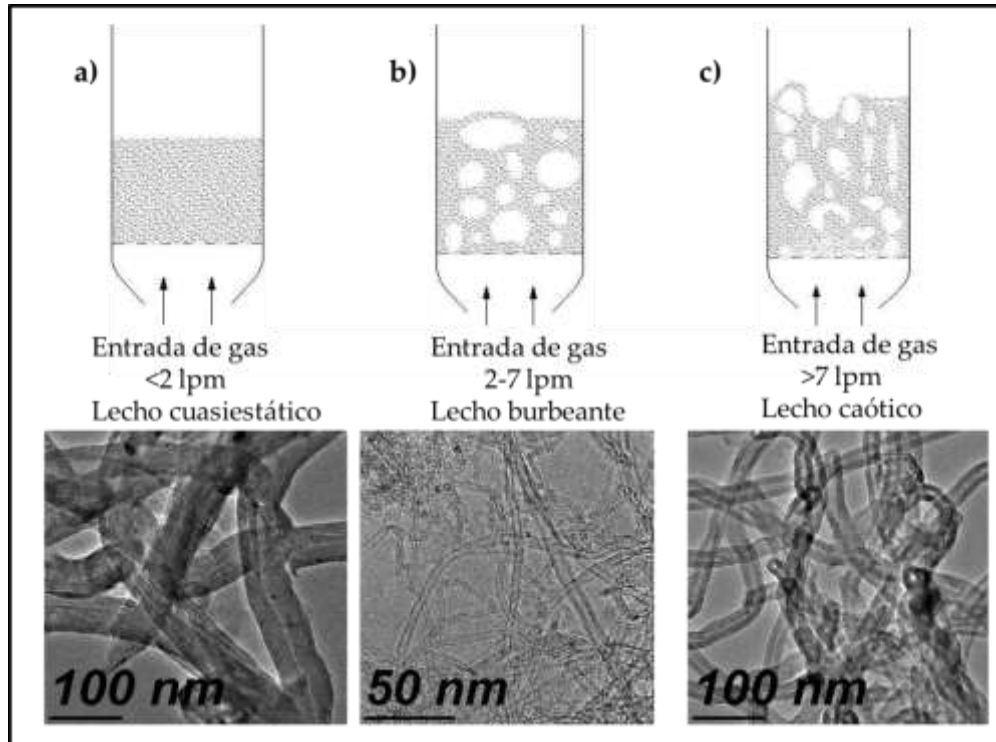 a)
b)
c)
Entrada de gas
<2 lpm
Lecho cuasiestático
Entrada de gas
2-7 lpm
Lecho burbeante
Entrada de gas
>7 lpm
Lecho caótico
100 nm
50 nm
100 nm